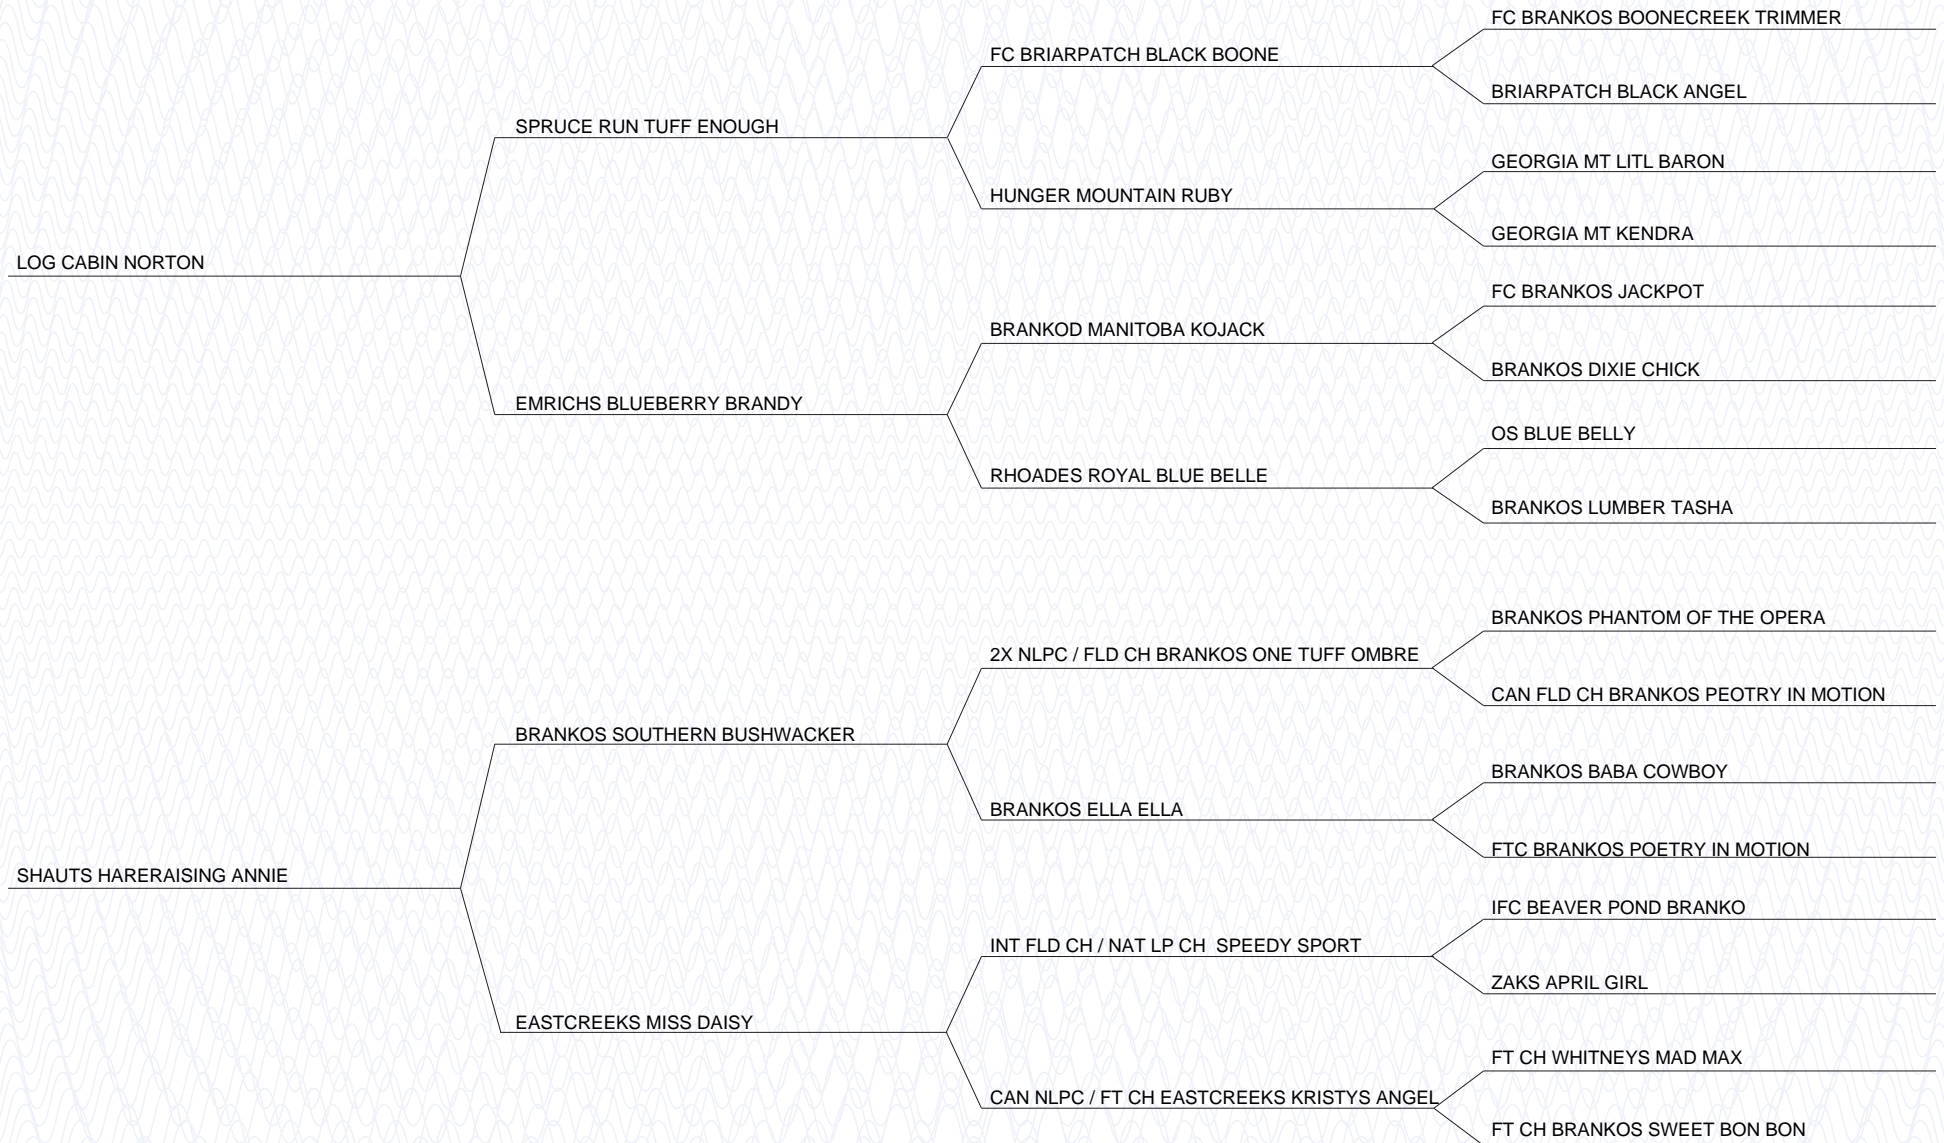 FC BRANKOS BOONECREEK TRIMMER
FC BRIARPATCH BLACK BOONE
BRIARPATCH BLACK ANGEL
SPRUCE RUN TUFF ENOUGH
GEORGIA MT LITL BARON
HUNGER MOUNTAIN RUBY
GEORGIA MT KENDRA
LOG CABIN NORTON
FC BRANKOS JACKPOT
BRANKOD MANITOBA KOJACK
BRANKOS DIXIE CHICK
EMRICHS BLUEBERRY BRANDY
OS BLUE BELLY
RHOADES ROYAL BLUE BELLE
BRANKOS LUMBER TASHA
BRANKOS PHANTOM OF THE OPERA
2X NLPC / FLD CH BRANKOS ONE TUFF OMBRE
CAN FLD CH BRANKOS PEOTRY IN MOTION
BRANKOS SOUTHERN BUSHWACKER
BRANKOS BABA COWBOY
BRANKOS ELLA ELLA
FTC BRANKOS POETRY IN MOTION
SHAUTS HARERAISING ANNIE
IFC BEAVER POND BRANKO
INT FLD CH / NAT LP CH  SPEEDY SPORT
ZAKS APRIL GIRL
EASTCREEKS MISS DAISY
FT CH WHITNEYS MAD MAX
CAN NLPC / FT CH EASTCREEKS KRISTYS ANGEL
FT CH BRANKOS SWEET BON BON